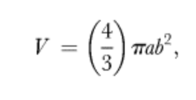 V = (4/3) πab²,